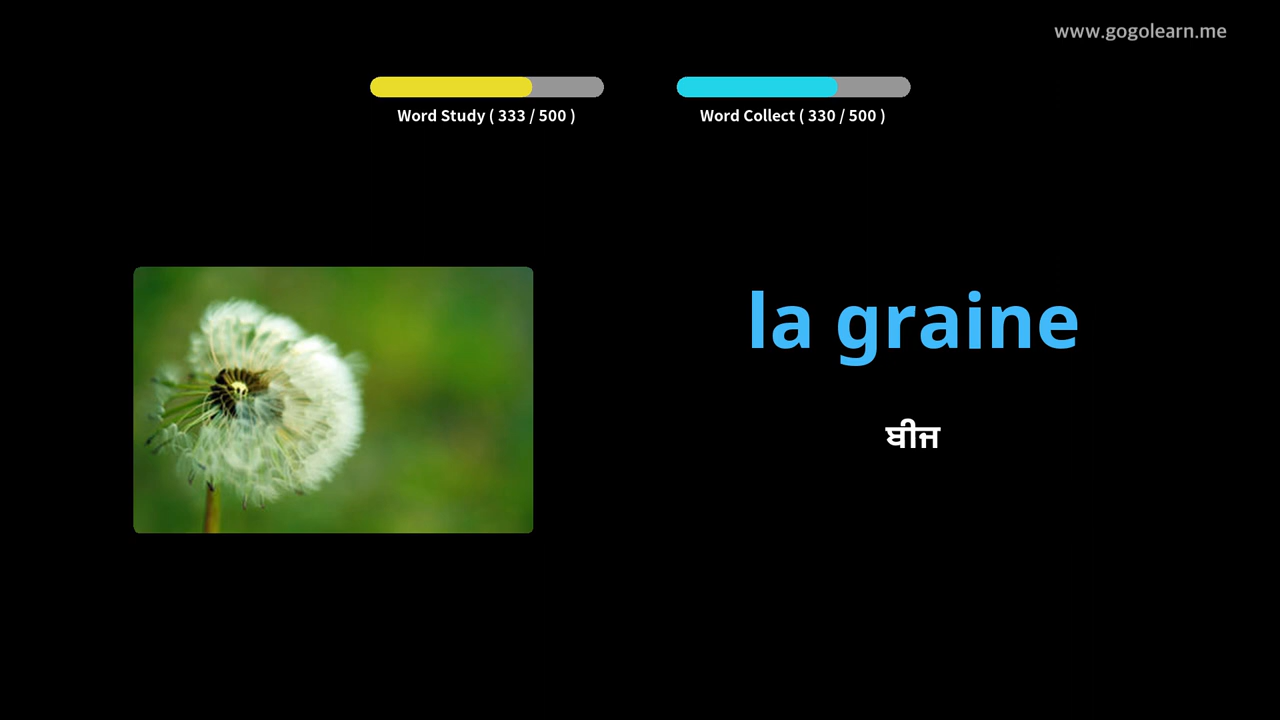 www.gogolearn.me
Word Study ( 333 / 500 )
Word Collect ( 330 / 500 )
la graine
बीज